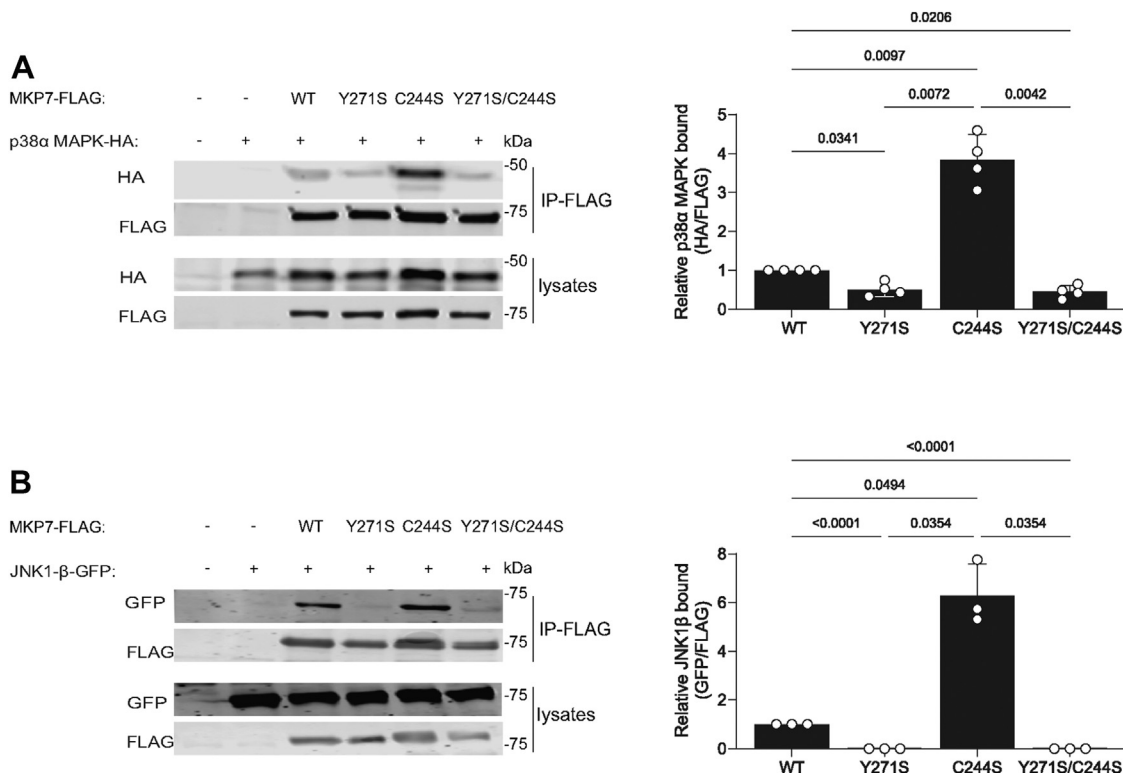 A
MKP7-FLAG: - - WT Y271S C244S Y271S/C244S
p38α MAPK-HA: - + + + + + kDa
HA -50
FLAG -75
IP-FLAG
HA -50
FLAG -75
lysates
0.0206
0.0097
0.0072 0.0042
0.0341
Relative p38α MAPK bound
(HA/FLAG)
5
4
3
2
1
0
WT Y271S C244S Y271S/C244S
B
MKP7-FLAG: - - WT Y271S C244S Y271S/C244S
JNK1-β-GFP: - + + + + + kDa
GFP -75
FLAG -75
IP-FLAG
GFP -75
FLAG -75
lysates
<0.0001
0.0494
<0.0001 0.0354 0.0354
Relative JNK1β bound
(GFP/FLAG)
8
6
4
2
0
WT Y271S C244S Y271S/C244S